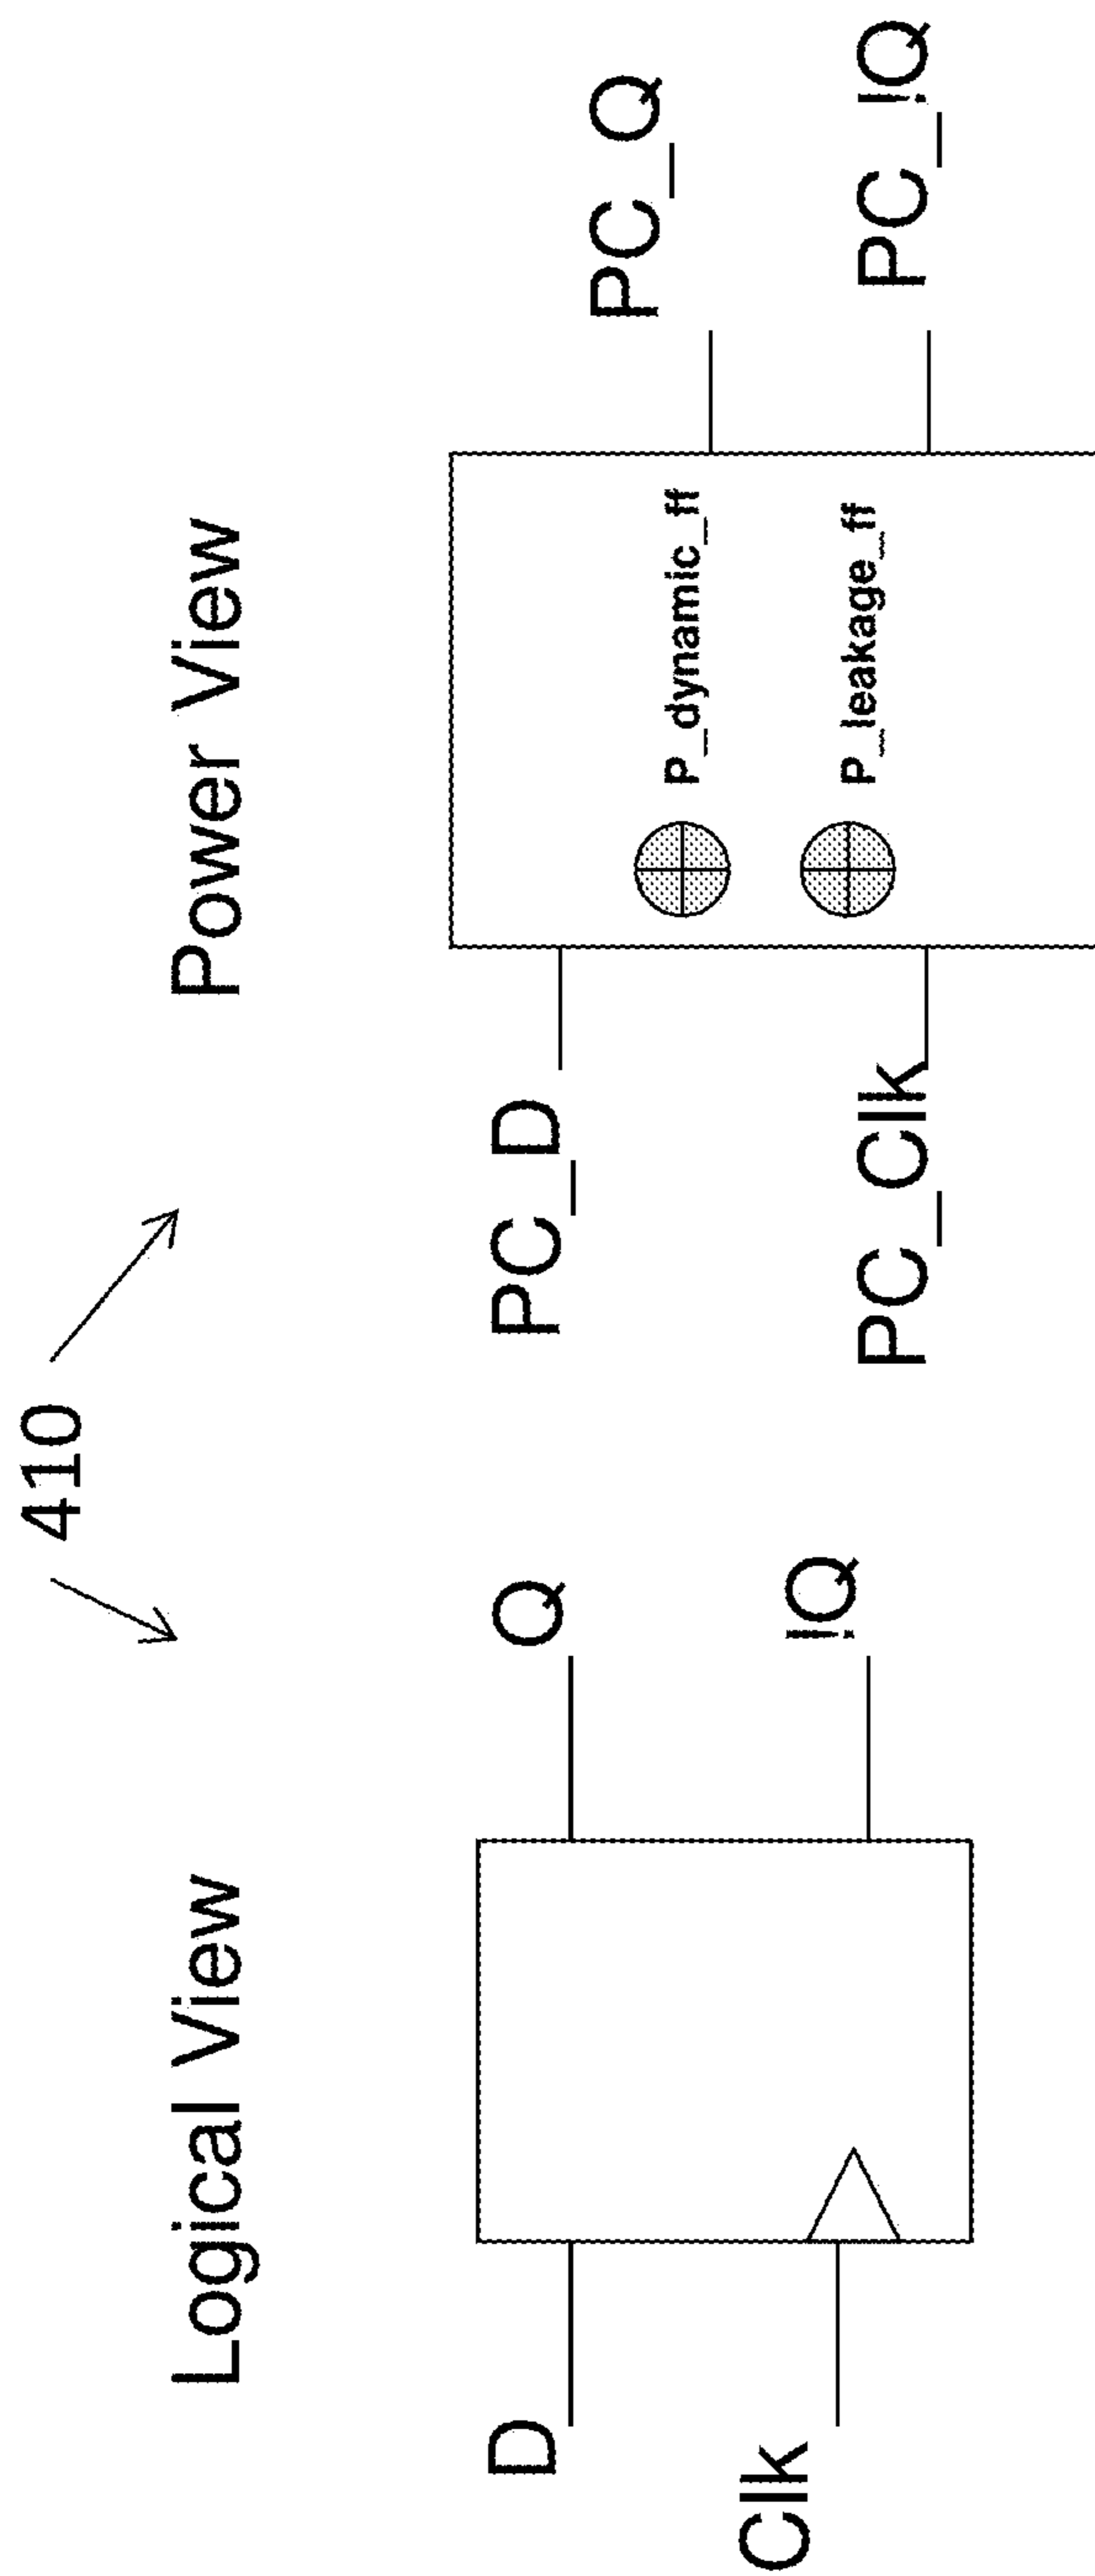 410
Logical View
Power View
D
Clk
Q
!Q
PC_D
PC_Clk
P_dynamic_ff
P_leakage_ff
PC_Q
PC_!Q